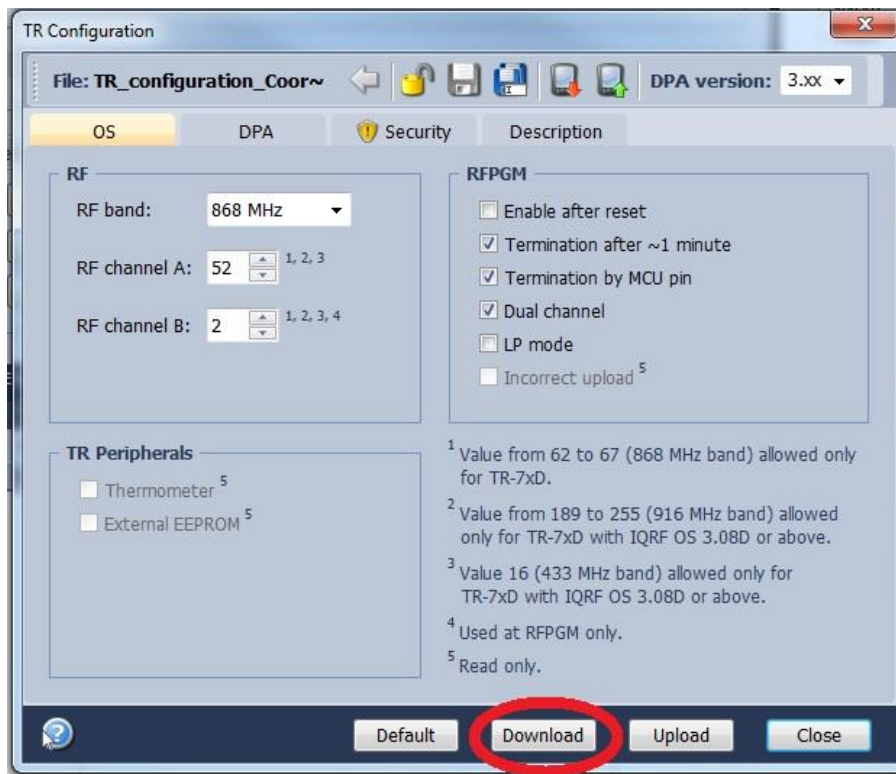 TR Configuration
File: TR_configuration_Coor~ DPA version: 3.xx
OS DPA Security Description
RF
RF band: 868 MHz
RF channel A: 52 1, 2, 3
RF channel B: 2 1, 2, 3, 4
RFPGM
Enable after reset
Termination after ~1 minute
Termination by MCU pin
Dual channel
LP mode
Incorrect upload 5
TR Peripherals
Thermometer 5
External EEPROM 5
1 Value from 62 to 67 (868 MHz band) allowed only
for TR-7xD.
2 Value from 189 to 255 (916 MHz band) allowed
only for TR-7xD with IQRF OS 3.08D or above.
3 Value 16 (433 MHz band) allowed only for
TR-7xD with IQRF OS 3.08D or above.
4 Used at RFPGM only.
5 Read only.
Default Download Upload Close